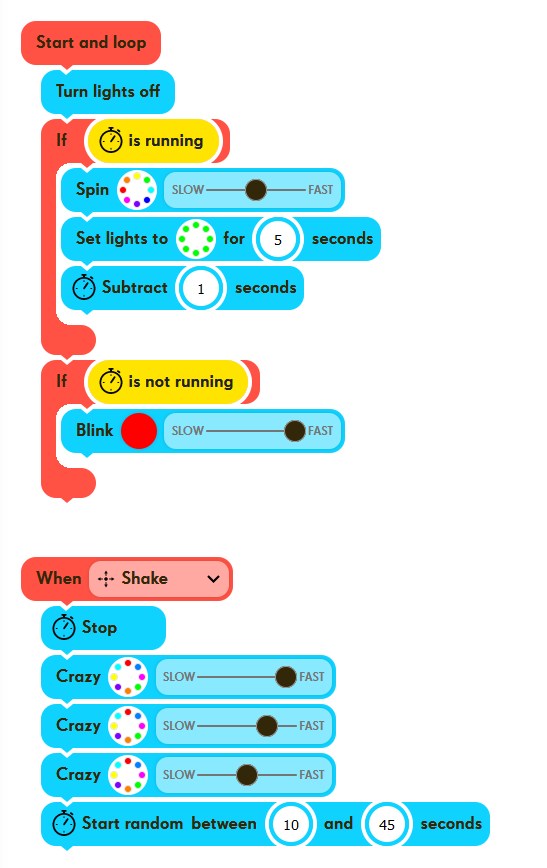 Start and loop
Turn lights off
If is running
Spin SLOW FAST
Set lights to for 5 seconds
Subtract 1 seconds
If is not running
Blink SLOW FAST
When Shake
Stop
Crazy SLOW FAST
Crazy SLOW FAST
Crazy SLOW FAST
Start random between 10 and 45 seconds